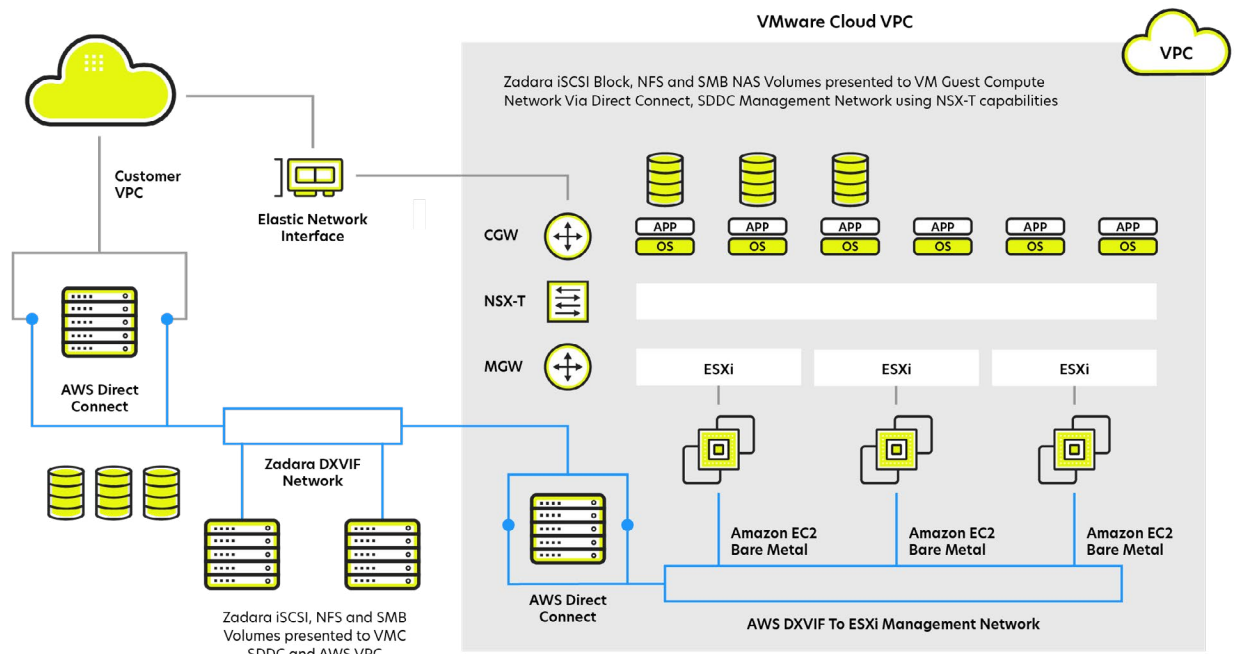 VMware Cloud VPC
VPC
Zadara iSCSI Block, NFS and SMB NAS Volumes presented to VM Guest Compute
Network Via Direct Connect, SDDC Management Network using NSX-T capabilities
Customer
VPC
Elastic Network
Interface
CGW
APP
APP
APP
APP
APP
APP
OS
OS
OS
OS
OS
OS
NSX-T
MGW
ESXi
ESXi
ESXi
AWS Direct
Connect
Zadara DXVIF
Network
Amazon EC2
Bare Metal
Amazon EC2
Bare Metal
Amazon EC2
Bare Metal
AWS Direct
Connect
AWS DXVIF To ESXi Management Network
Zadara iSCSI, NFS and SMB
Volumes presented to VMC
SDDC and AWS VPC